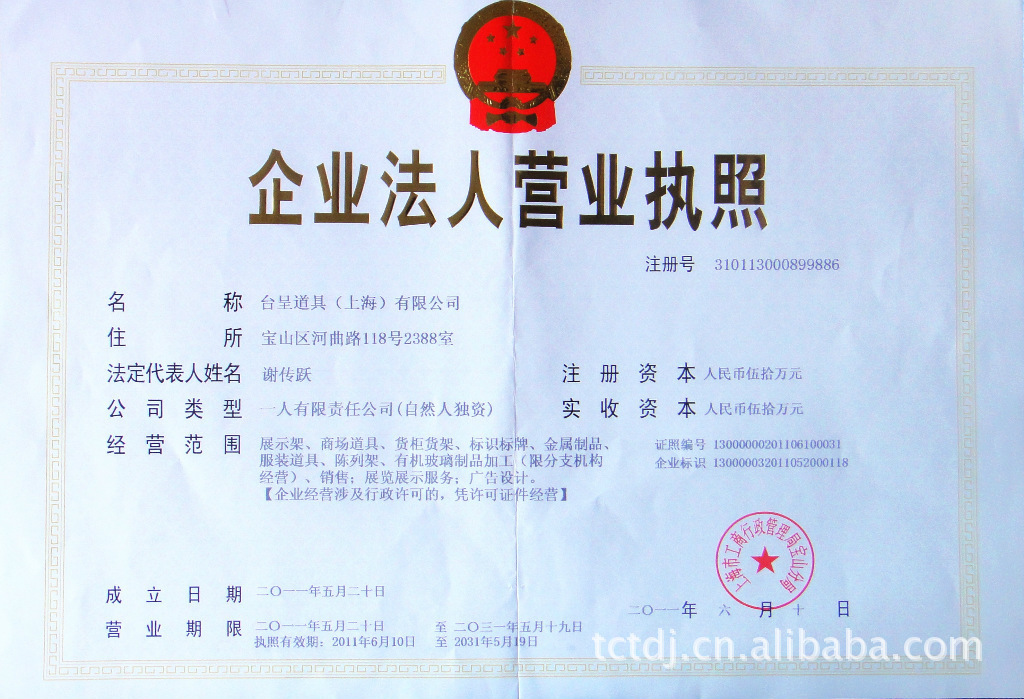 企业法人营业执照
注册号 310113000899886
名称 台呈道具（上海）有限公司
住所 宝山区河曲路118号2388室
法定代表人姓名 谢传跃 注册资本 人民币伍拾万元
公司类型 一人有限责任公司(自然人独资) 实收资本 人民币伍拾万元
经营范围 展示架、商场道具、货柜货架、标识标牌、金属制品、
服装道具、陈列架、有机玻璃制品加工（限分支机构
经营）、销售；展览展示服务；广告设计。
【企业经营涉及行政许可的，凭许可证件经营】
证照编号 13000000201106100031
企业标识 130000032011052000118
上海市工商行政管理局宝山分局
成立日期 二〇一一年五月二十日
二〇一一年 六 月 十 日
营业期限 二〇一一年五月二十日 至 二〇三一年五月十九日
执照有效期: 2011年6月10日 至 2031年5月19日
tctdj.cn.alibaba.com